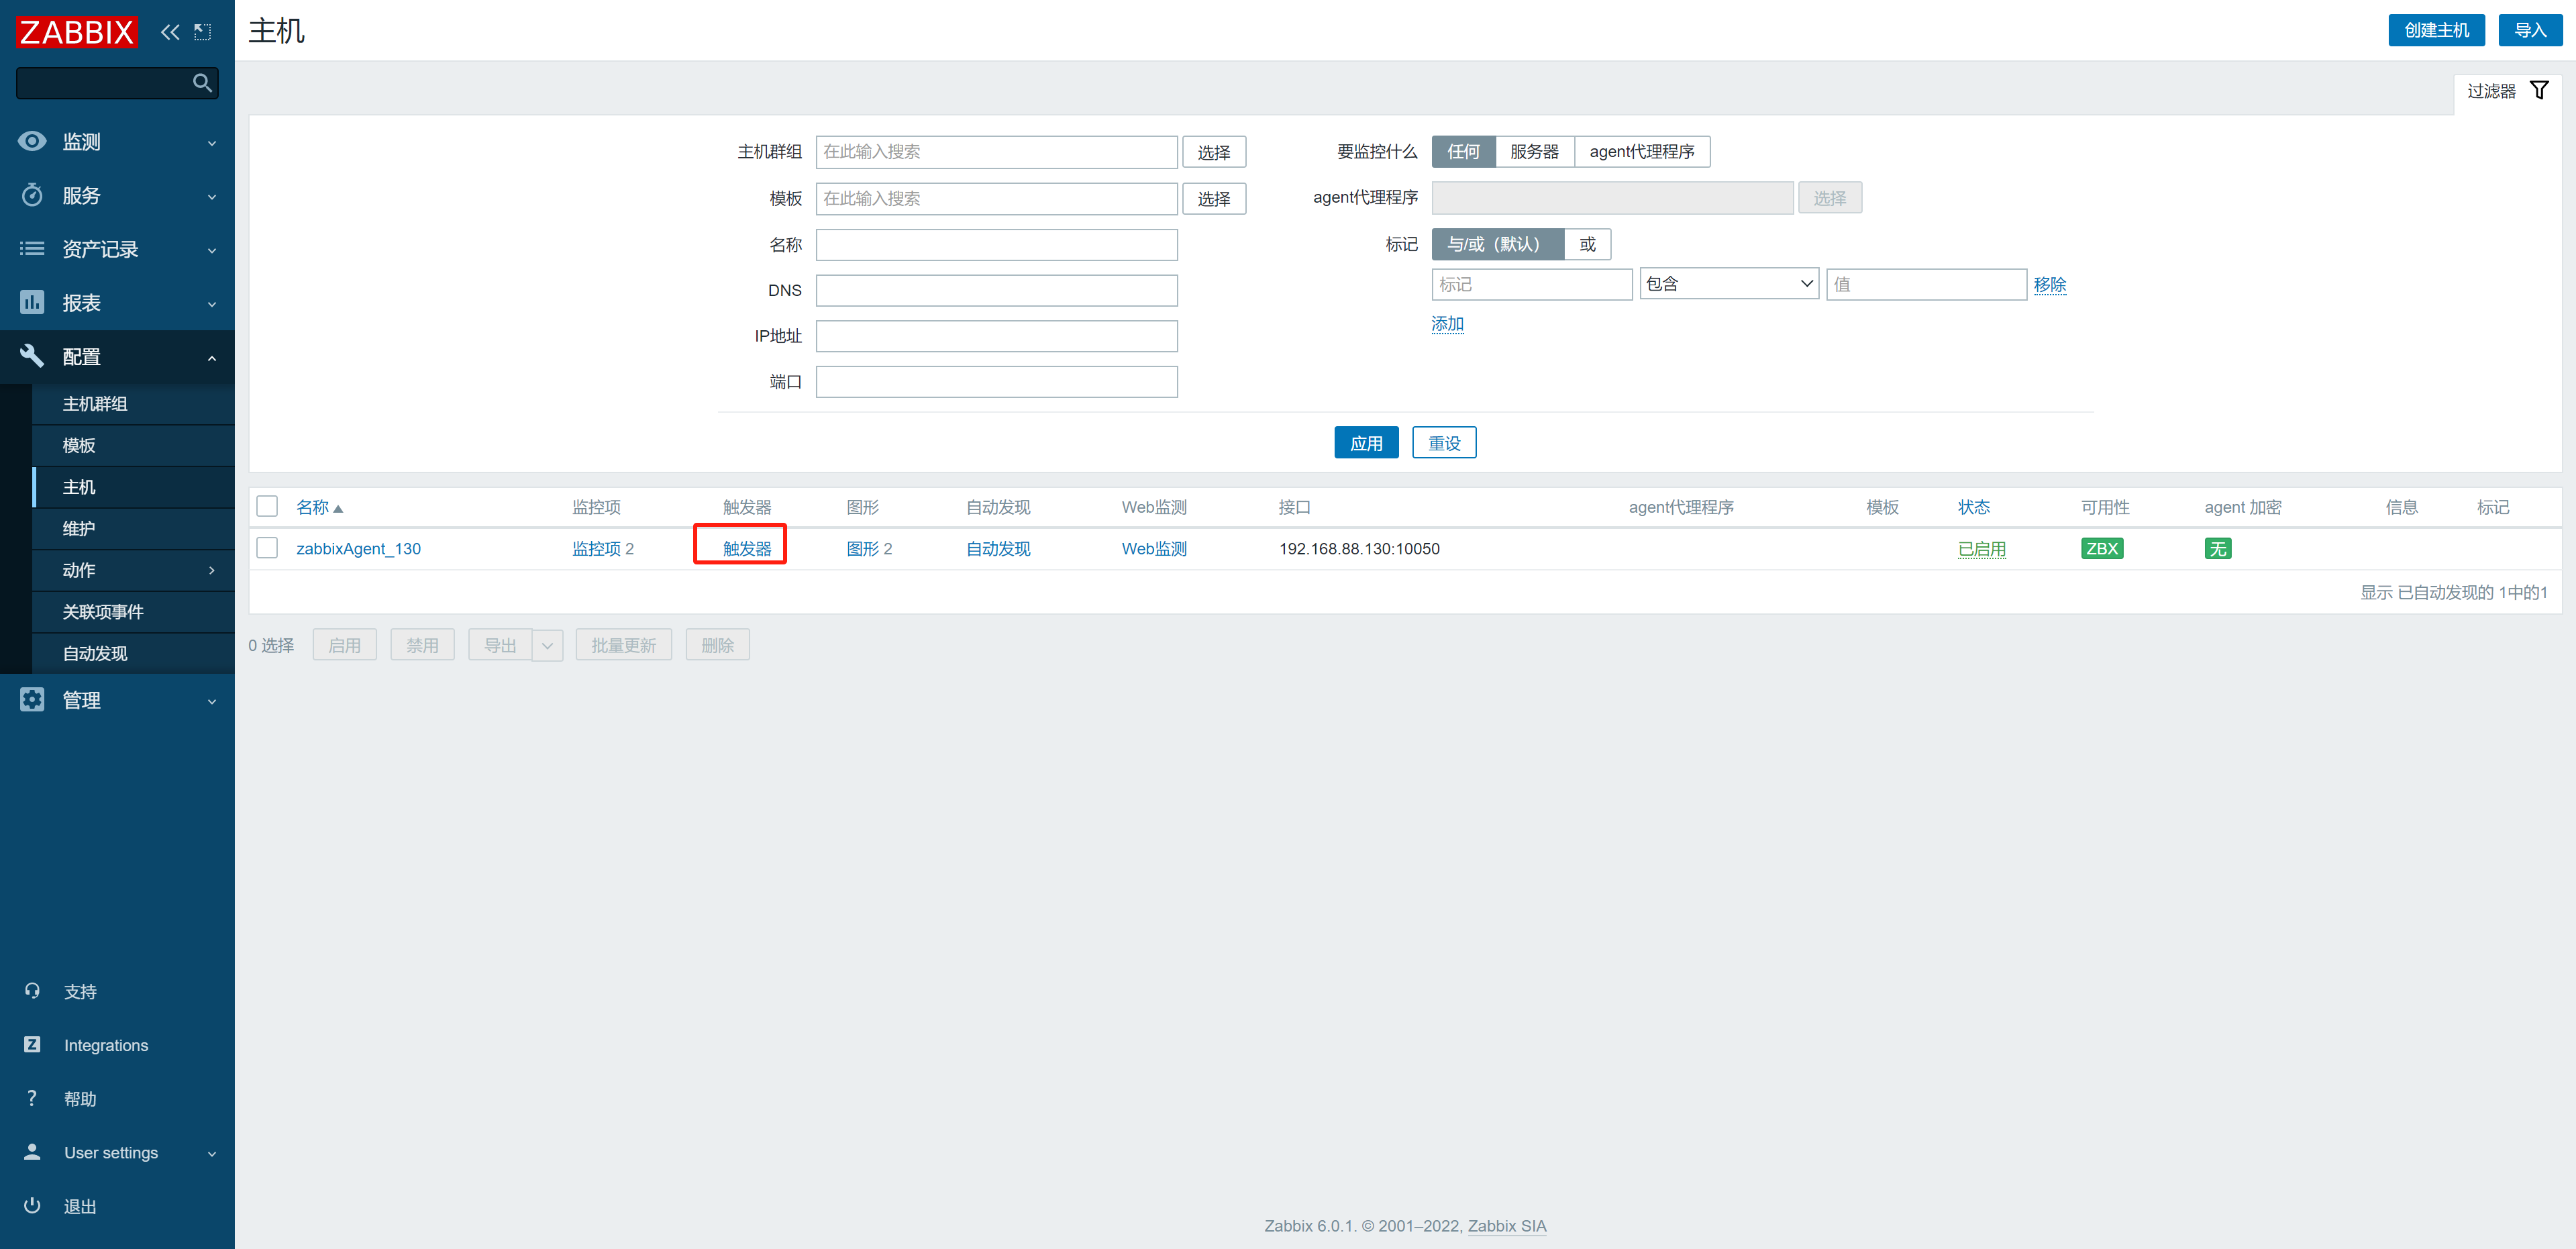 ZABBIX
监测
服务
资产记录
报表
配置
主机群组
模板
主机
维护
动作
关联项事件
自动发现
管理
支持
Integrations
帮助
User settings
退出
主机
创建主机 导入
过滤器
主机群组 在此输入搜索 选择
模板 在此输入搜索 选择
名称
DNS
IP地址
端口
要监控什么 任何 服务器 agent代理程序
agent代理程序 选择
标记 与/或（默认） 或
标记 包含 值 移除
添加
应用 重设
名称 监控项 触发器 图形 自动发现 Web监测 接口 agent代理程序 模板 状态 可用性 agent 加密 信息 标记
zabbixAgent_130 监控项 2 触发器 图形 2 自动发现 Web监测 192.168.88.130:10050 已启用 ZBX 无
显示 已自动发现的 1中的1
0 选择 启用 禁用 导出 批量更新 删除
Zabbix 6.0.1. © 2001–2022, Zabbix SIA